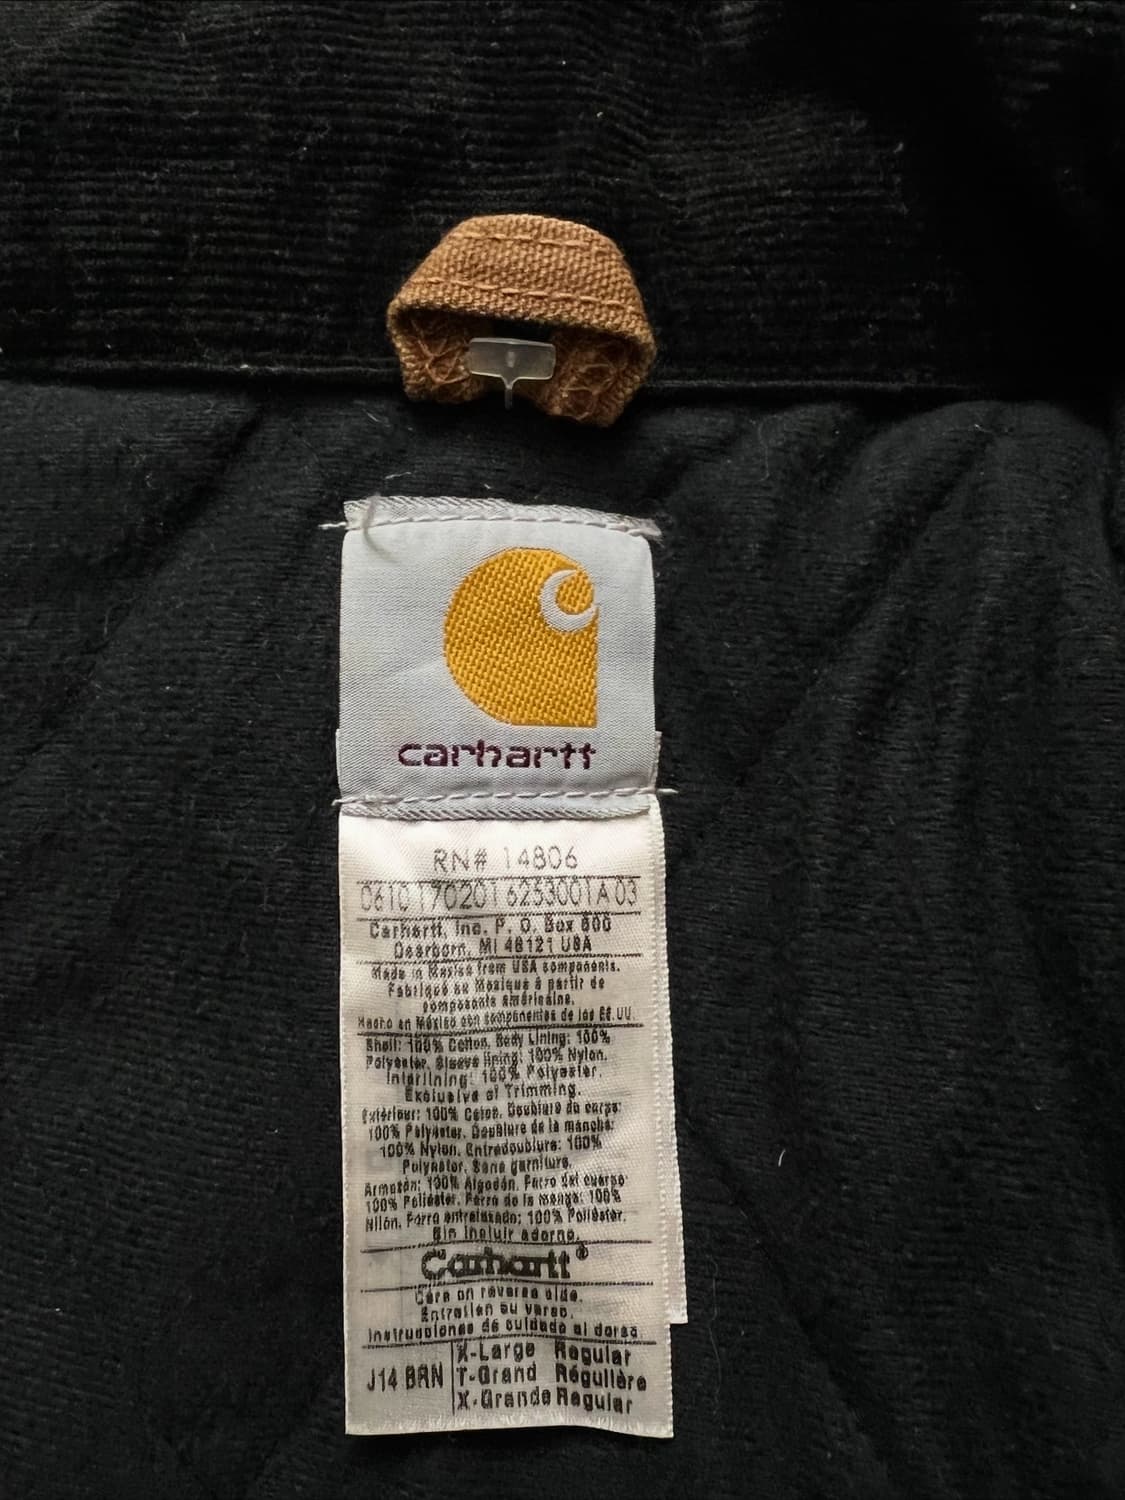 carhartt
RN# 14806
0610 1702016253001A 03
Carhartt, Inc. P. O. Box 600
Dearborn, MI 48121 USA
Made in Mexico from USA components.
Fabriqué au Mexique à partir de
composants américains.
Hecho en México con componentes de los EE.UU.
Shell: 100% Cotton. Body Lining: 100%
Polyester. Sleeve lining: 100% Nylon.
Interlining: 100% Polyester.
Exclusive of Trimming.
Extérieur: 100% Coton. Doublure du corps:
100% Polyester. Doublure de la manche:
100% Nylon. Entredoublure: 100%
Polyester. Sans garniture.
Armazón: 100% Algodón. Forro del cuerpo:
100% Poliéster. Forro de la manga: 100%
Nilón. Forro entrelazado: 100% Poliéster.
Sin incluir adorno.
Carhartt®
Care on reverse side.
Entretien au verso.
Instrucciones de cuidado al dorso
J14 BRN
X-Large Regular
T-Grand Régulière
X-Grande Regular